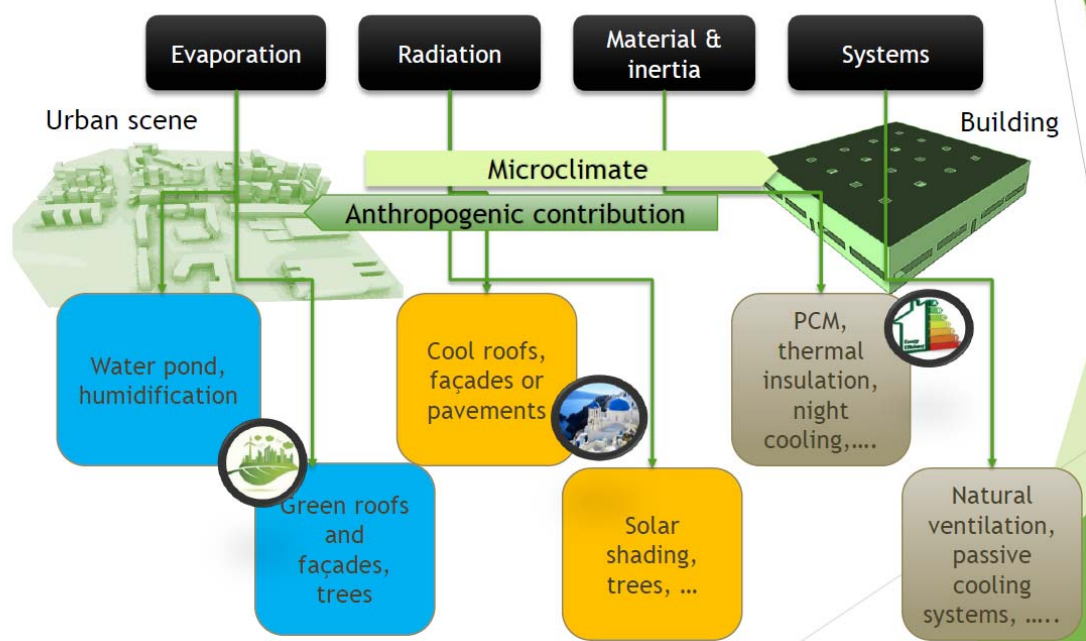 Evaporation
Radiation
Material &
inertia
Systems
Urban scene
Building
Microclimate
Anthropogenic contribution
Water pond,
humidification
Cool roofs,
façades or
pavements
PCM,
thermal
insulation,
night
cooling,....
Green roofs
and
façades,
trees
Solar
shading,
trees, ...
Natural
ventilation,
passive
cooling
systems, .....